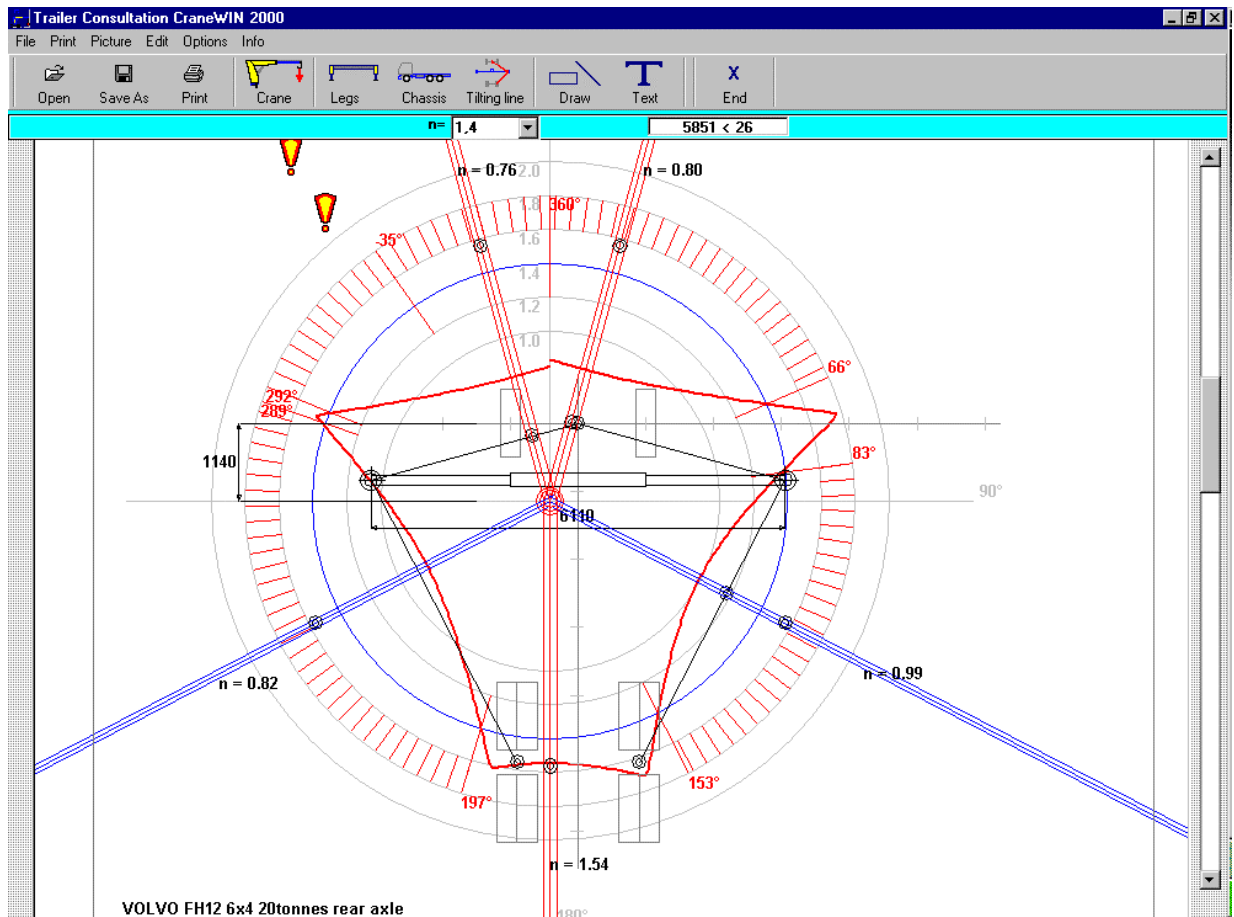 Trailer Consultation CraneWIN 2000
File Print Picture Edit Options Info
Open Save As Print Crane Legs Chassis Tilting line Draw Text X End
n= 1,4 5851 < 26
n = 0.76 2.0 n = 0.80
1.8 360°
-35° 1.6
1.4
1.2
1.0
66°
292°
289°
83°
1140
90°
6110
n = 0.82 n = 0.99
153°
197°
n = 1.54
VOLVO FH12 6x4 20tonnes rear axle
180°